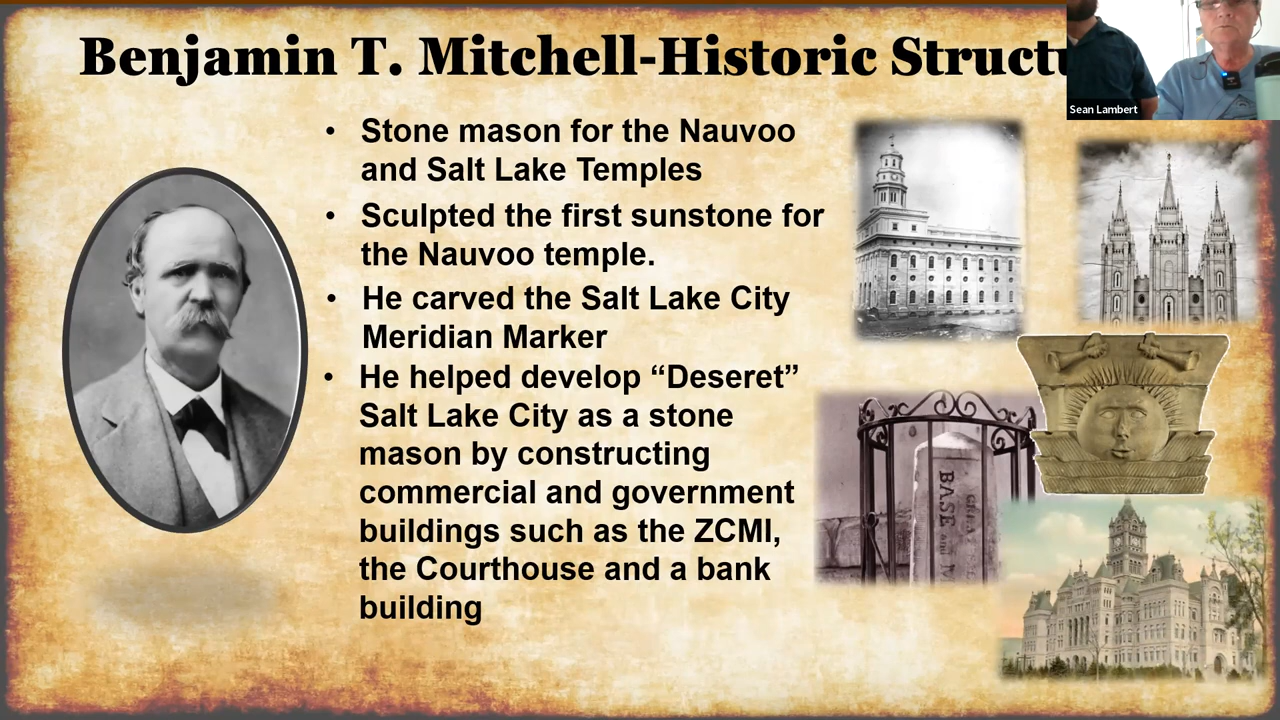 Benjamin T. Mitchell-Historic
Sean Lambert
• Stone mason for the Nauvoo
and Salt Lake Temples
• Sculpted the first sunstone for
the Nauvoo temple.
• He carved the Salt Lake City
Meridian Marker
• He helped develop “Deseret”
Salt Lake City as a stone
mason by constructing
commercial and government
buildings such as the ZCMI,
the Courthouse and a bank
building
BASE and